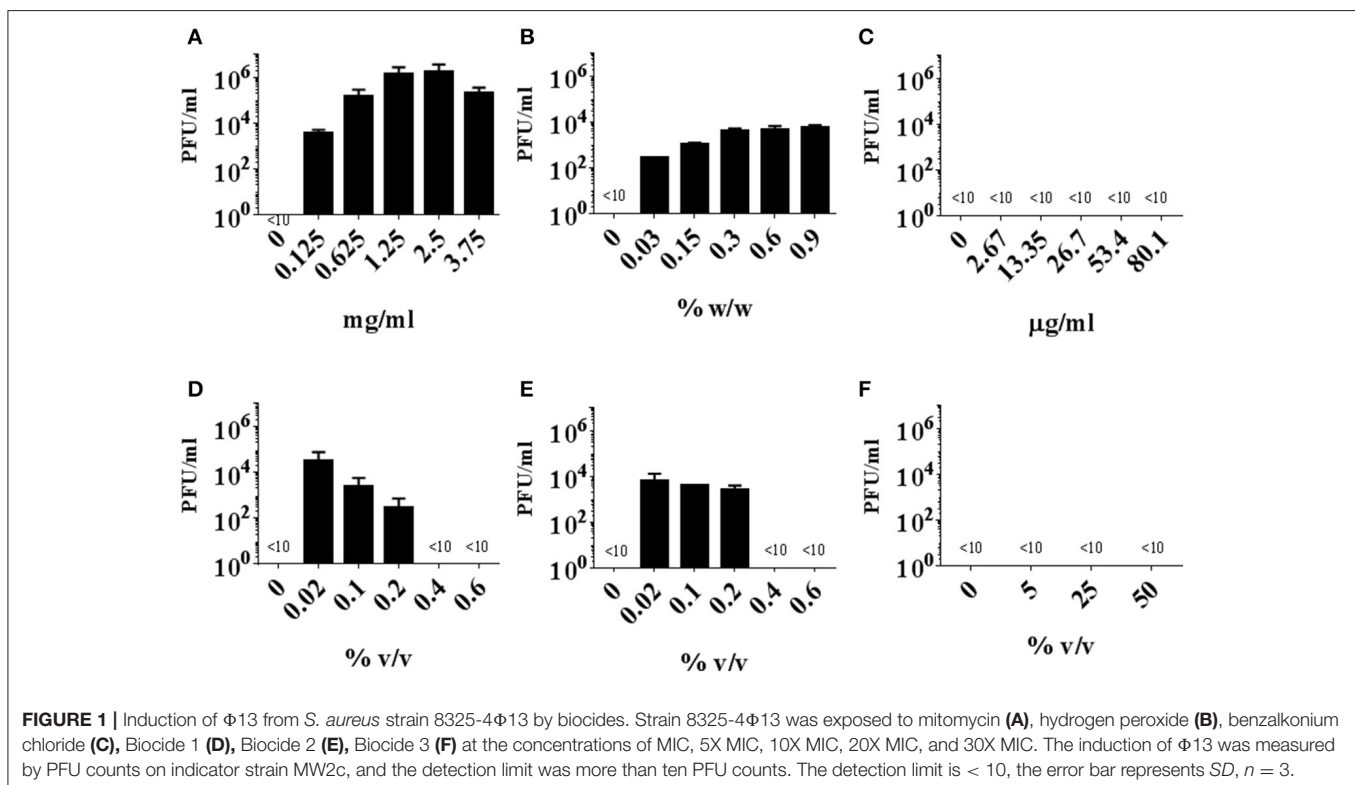 A
PFU/ml
10^6
10^4
10^2
10^0
<10
0
0.125
0.625
1.25
2.5
3.75
mg/ml
B
PFU/ml
10^6
10^4
10^2
10^0
<10
0
0.03
0.15
0.3
0.6
0.9
% w/w
C
PFU/ml
10^6
10^4
10^2
10^0
<10 <10 <10 <10 <10 <10
0
2.67
13.35
26.7
53.4
80.1
μg/ml
D
PFU/ml
10^6
10^4
10^2
10^0
<10 <10 <10
0
0.02
0.1
0.2
0.4
0.6
% v/v
E
PFU/ml
10^6
10^4
10^2
10^0
<10 <10 <10
0
0.02
0.1
0.2
0.4
0.6
% v/v
F
PFU/ml
10^6
10^4
10^2
10^0
<10 <10 <10 <10
0
5
25
50
% v/v
FIGURE 1 | Induction of Φ13 from S. aureus strain 8325-4Φ13 by biocides. Strain 8325-4Φ13 was exposed to mitomycin (A), hydrogen peroxide (B), benzalkonium
chloride (C), Biocide 1 (D), Biocide 2 (E), Biocide 3 (F) at the concentrations of MIC, 5X MIC, 10X MIC, 20X MIC, and 30X MIC. The induction of Φ13 was measured
by PFU counts on indicator strain MW2c, and the detection limit was more than ten PFU counts. The detection limit is < 10, the error bar represents SD, n = 3.